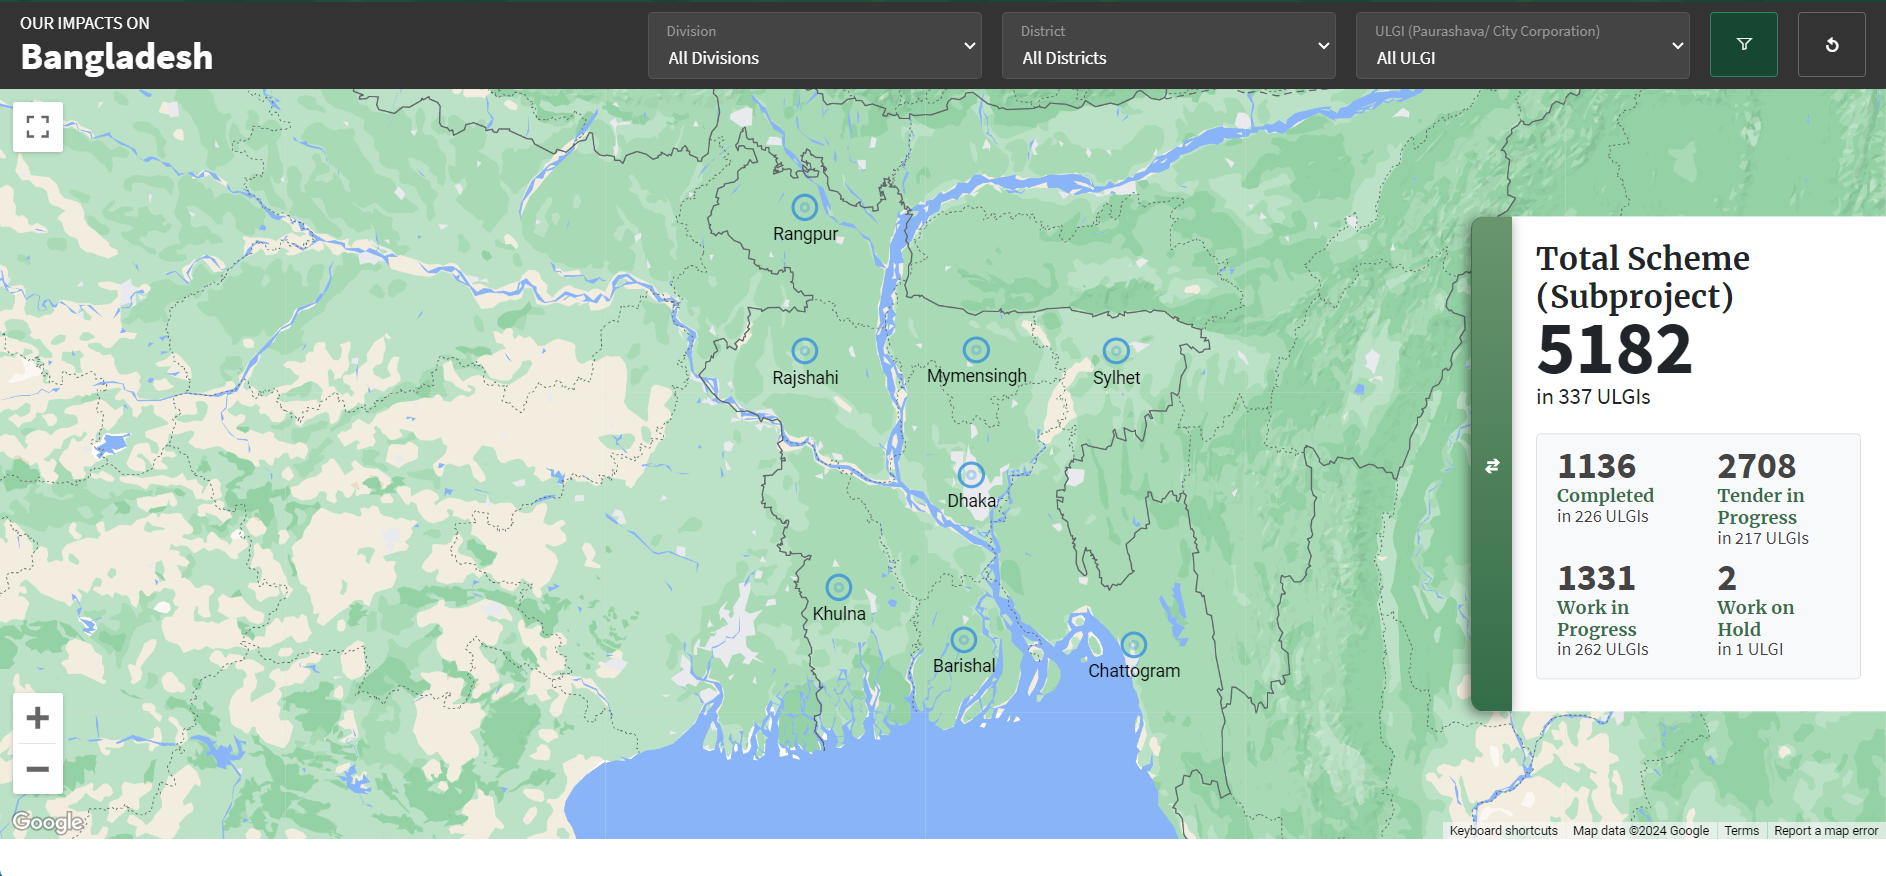 OUR IMPACTS ON
Bangladesh
Division
All Divisions
District
All Districts
ULGI (Paurashava/ City Corporation)
All ULGI
Rangpur
Rajshahi
Mymensingh
Sylhet
Dhaka
Khulna
Barishal
Chattogram
Total Scheme
(Subproject)
5182
in 337 ULGIs
1136
Completed
in 226 ULGIs
2708
Tender in
Progress
in 217 ULGIs
1331
Work in
Progress
in 262 ULGIs
2
Work on
Hold
in 1 ULGI
Google
Keyboard shortcuts
Map data ©2024 Google
Terms
Report a map error